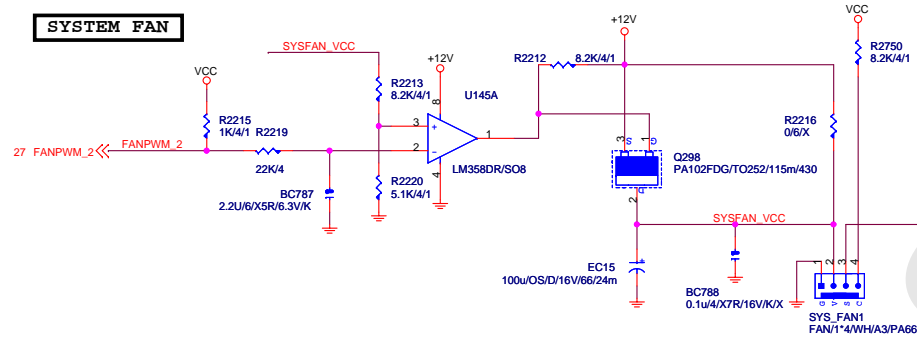 SYSTEM FAN
SYSFAN_VCC
+12V
+12V
VCC
R2212
8.2K/4/1
R2750
8.2K/4/1
VCC
R2213
8.2K/4/1
U145A
R2215
1K/4/1
R2219
8
3
+
1
3
S
1
G
R2216
0/6/X
27 FANPWM_2
FANPWM_2
2
-
22K/4
4
LM358DR/SO8
Q298
PA102FDG/TO252/115m/430
BC787
2.2U/6/X5R/6.3V/K
R2220
5.1K/4/1
D
2
SYSFAN_VCC
EC15
100u/OS/D/16V/66/24m
+
BC788
0.1u/4/X7R/16V/K/X
1
2
3
4
G
V
S
C
SYS_FAN1
FAN/1*4/WH/A3/PA66